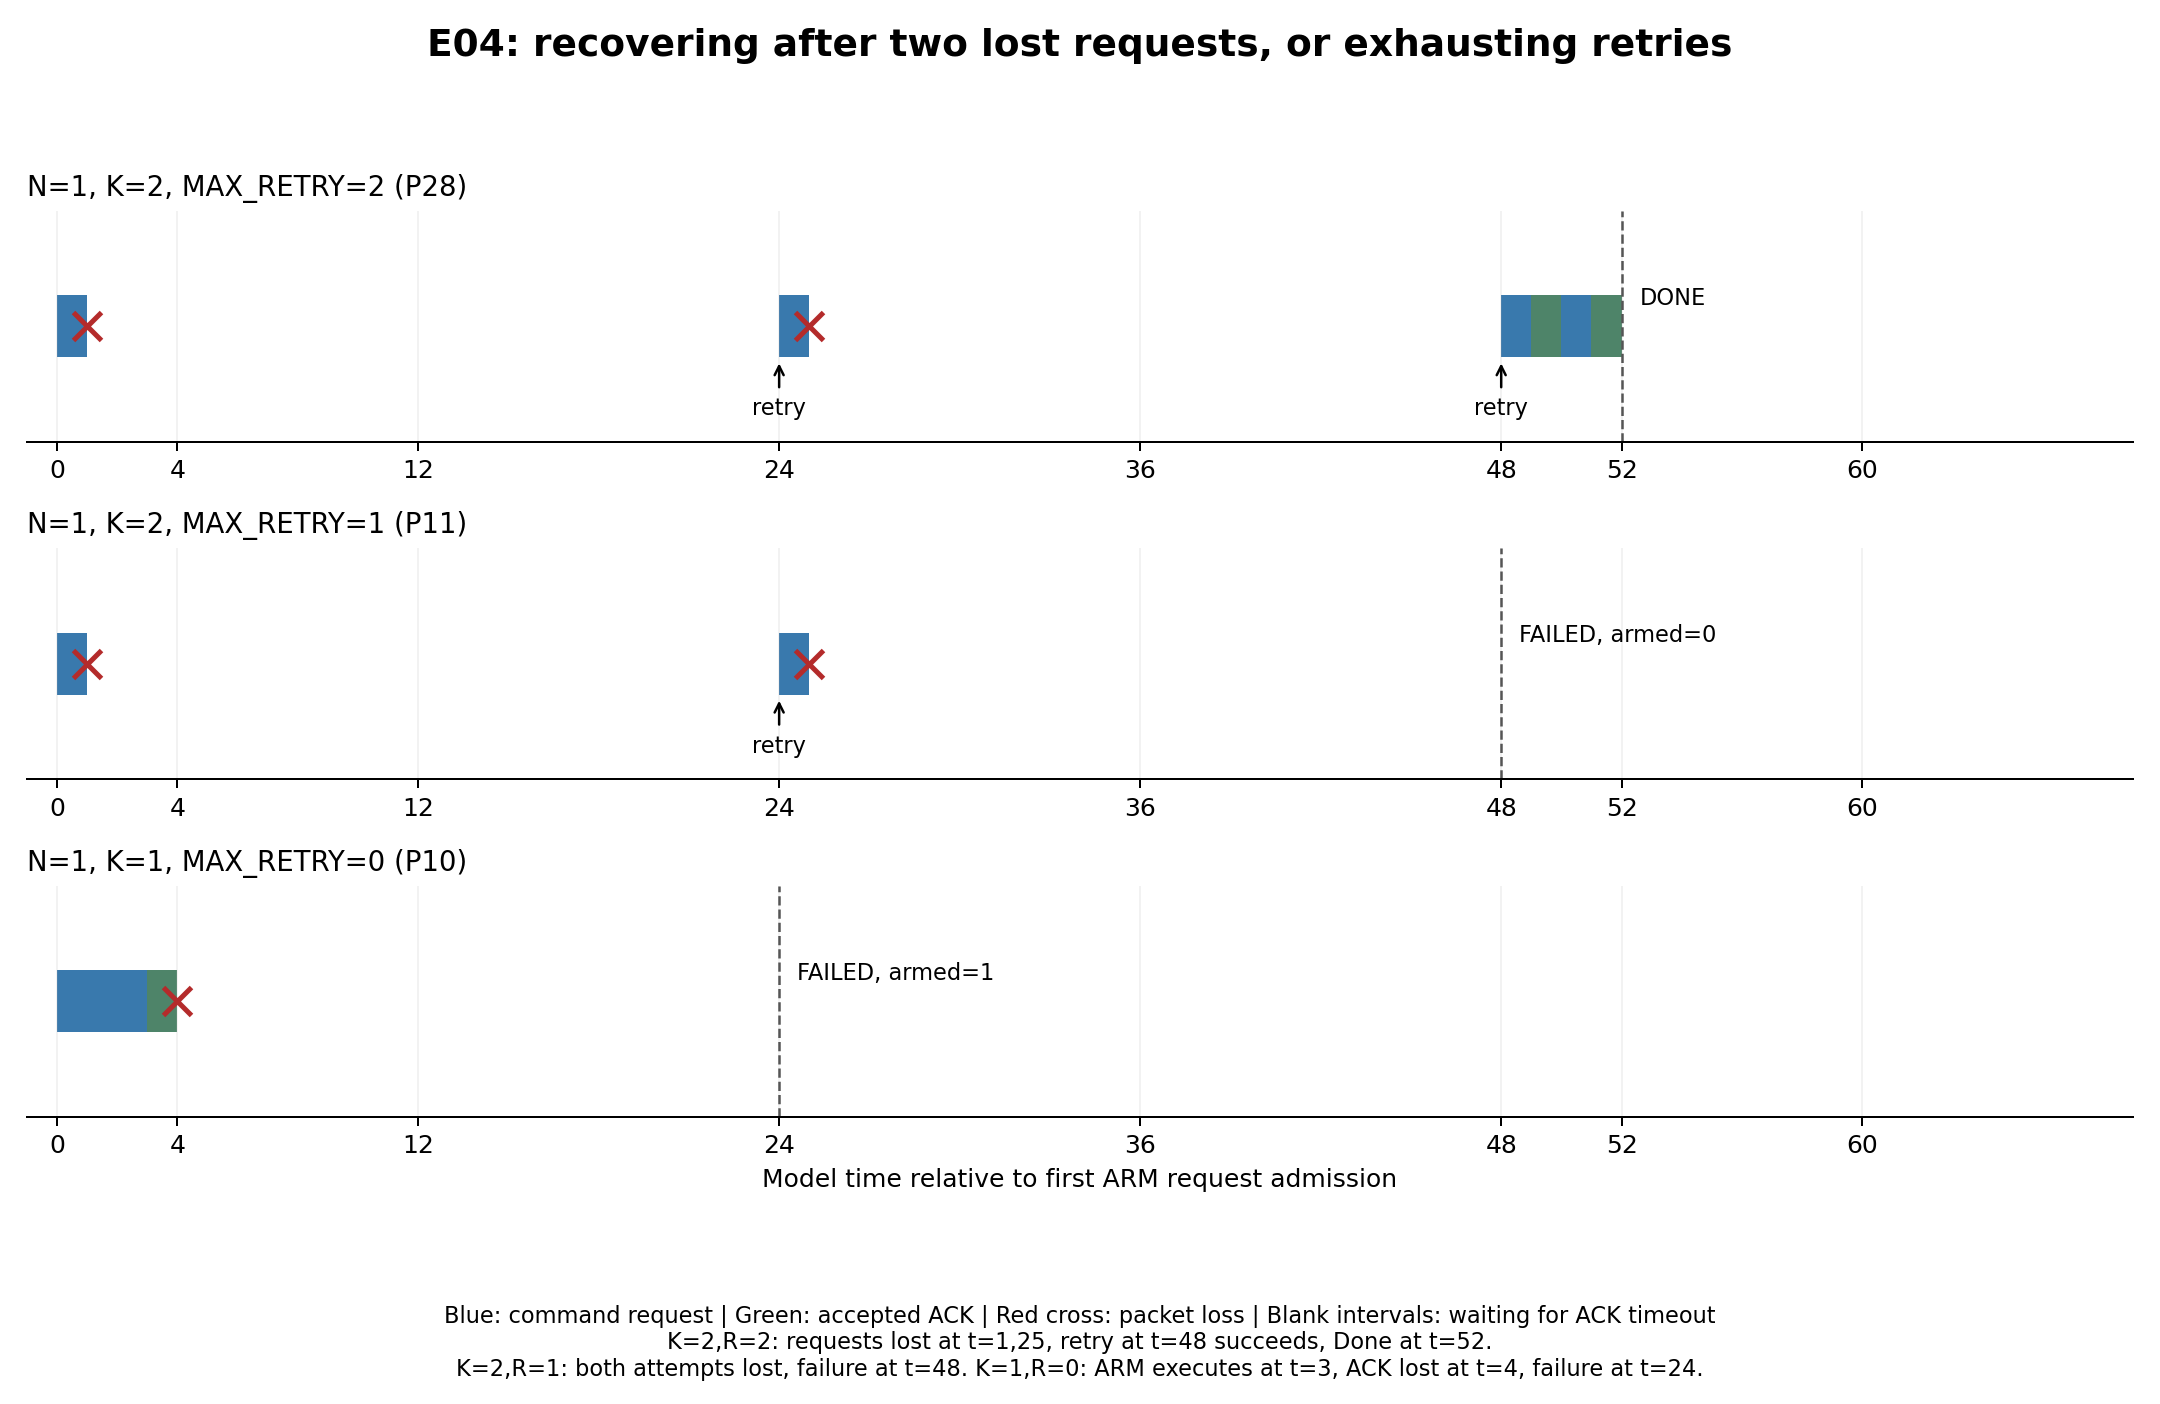 E04: recovering after two lost requests, or exhausting retries
N=1, K=2, MAX_RETRY=2 (P28)
DONE
retry
retry
0 4 12 24 36 48 52 60
N=1, K=2, MAX_RETRY=1 (P11)
FAILED, armed=0
retry
0 4 12 24 36 48 52 60
N=1, K=1, MAX_RETRY=0 (P10)
FAILED, armed=1
0 4 12 24 36 48 52 60
Model time relative to first ARM request admission
Blue: command request | Green: accepted ACK | Red cross: packet loss | Blank intervals: waiting for ACK timeout
K=2,R=2: requests lost at t=1,25, retry at t=48 succeeds, Done at t=52.
K=2,R=1: both attempts lost, failure at t=48. K=1,R=0: ARM executes at t=3, ACK lost at t=4, failure at t=24.